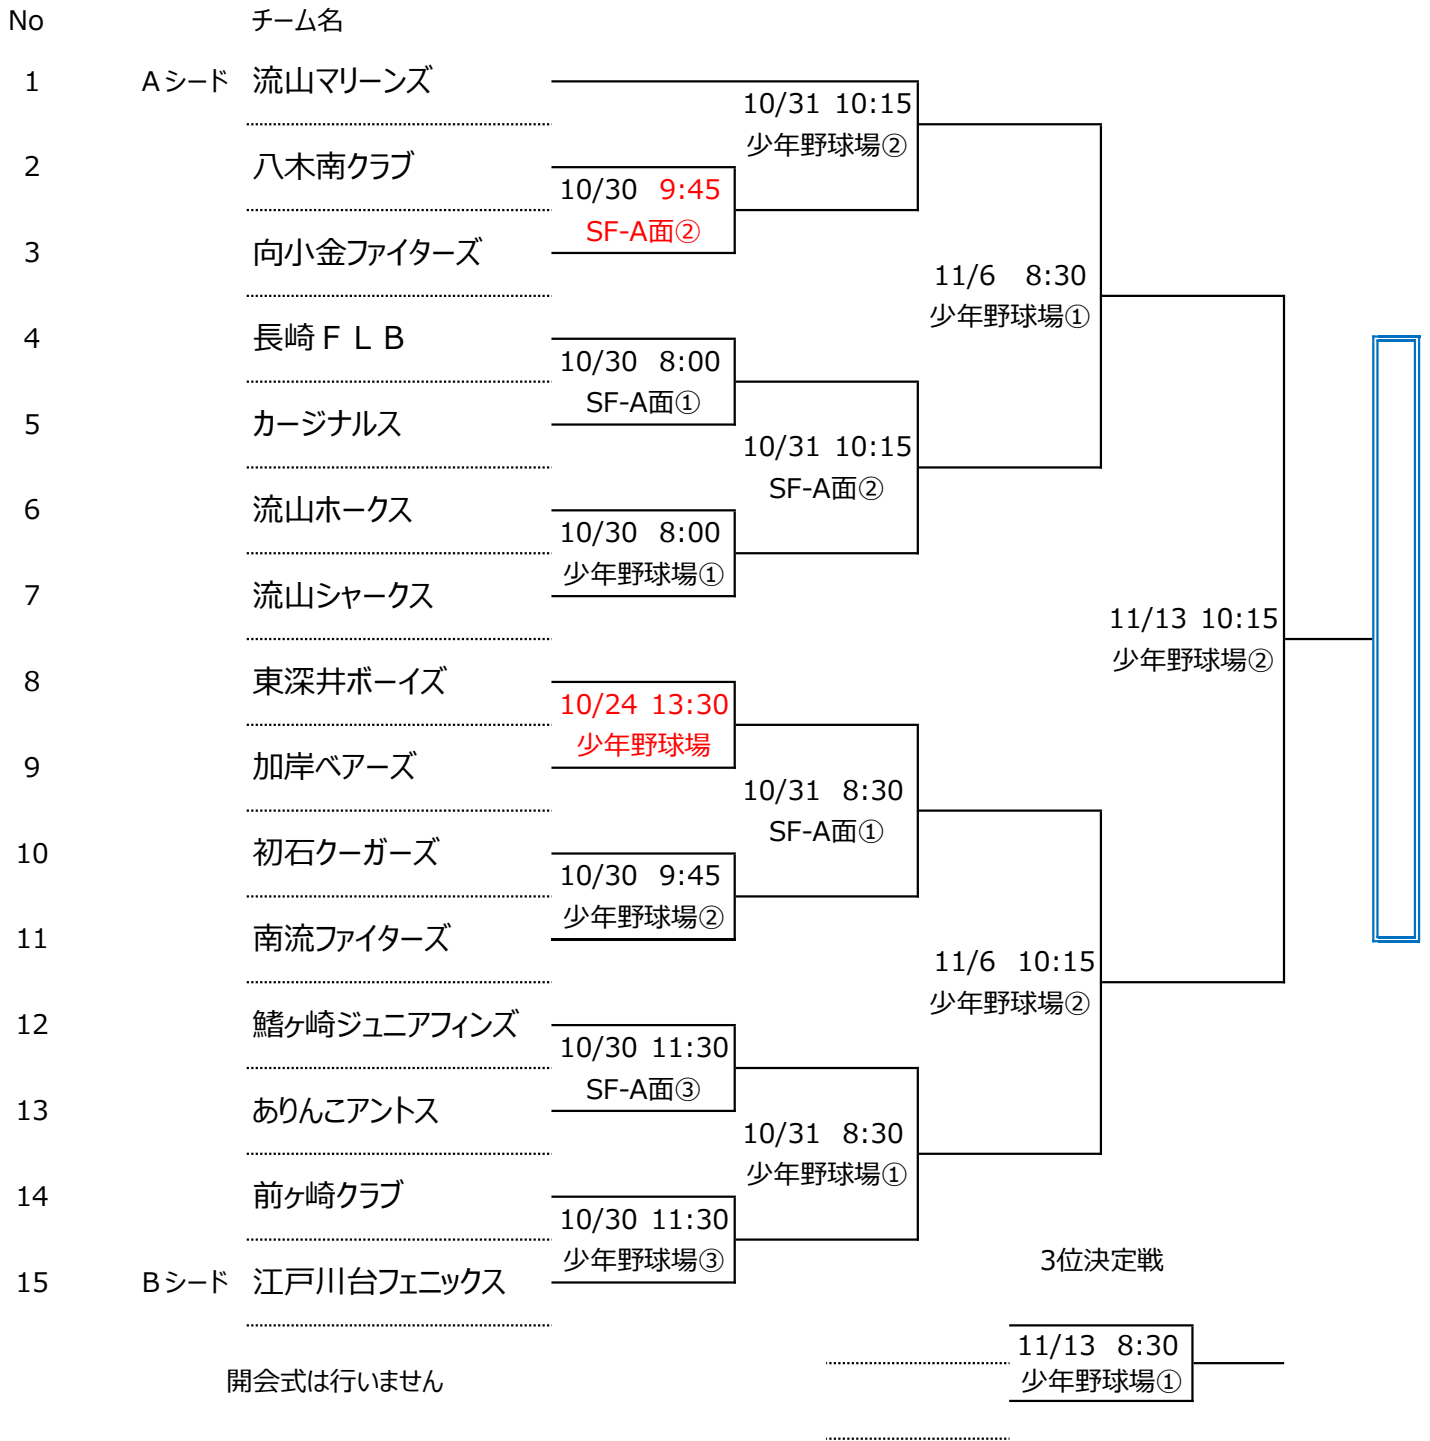 No チーム名
1 Aシード 流山マリーンズ
10/31 10:15
少年野球場②
2 八木南クラブ
10/30 9:45
SF-A面②
3 向小金ファイターズ
11/6 8:30
少年野球場①
4 長崎ＦＬＢ
10/30 8:00
SF-A面①
5 カージナルス
10/31 10:15
SF-A面②
6 流山ホークス
10/30 8:00
少年野球場①
7 流山シャークス
11/13 10:15
少年野球場②
8 東深井ボーイズ
10/24 13:30
少年野球場
9 加岸ベアーズ
10/31 8:30
SF-A面①
10 初石クーガーズ
10/30 9:45
少年野球場②
11 南流ファイターズ
11/6 10:15
少年野球場②
12 鰭ヶ崎ジュニアフィンズ
10/30 11:30
SF-A面③
13 ありんこアントス
10/31 8:30
少年野球場①
14 前ヶ崎クラブ
10/30 11:30
少年野球場③
15 Bシード 江戸川台フェニックス
3位決定戦
11/13 8:30
少年野球場①
開会式は行いません